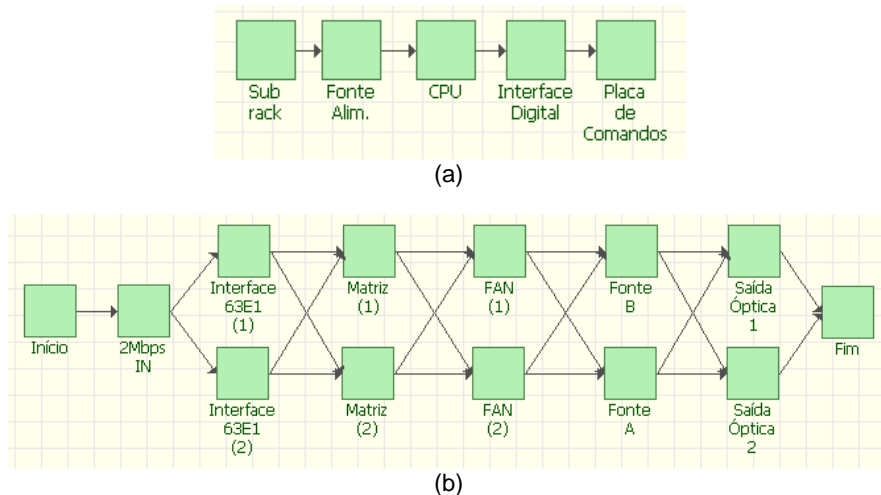 Sub
rack
Fonte
Alim.
CPU
Interface
Digital
Placa
de
Comandos
(a)
Interface
63E1
(1)
Matriz
(1)
FAN
(1)
Fonte
B
Saída
Óptica
1
Início
2Mbps
IN
Fim
Interface
63E1
(2)
Matriz
(2)
FAN
(2)
Fonte
A
Saída
Óptica
2
(b)